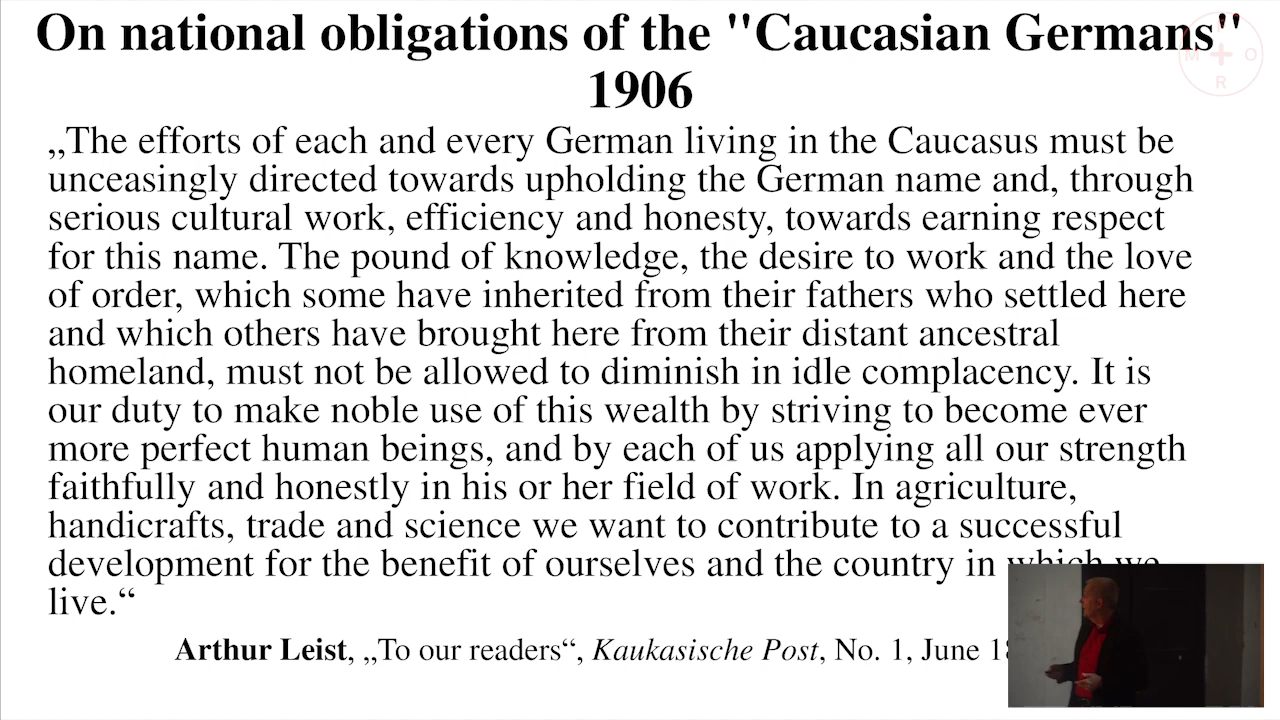 On national obligations of the "Caucasian Germans"
1906
„The efforts of each and every German living in the Caucasus must be
unceasingly directed towards upholding the German name and, through
serious cultural work, efficiency and honesty, towards earning respect
for this name. The pound of knowledge, the desire to work and the love
of order, which some have inherited from their fathers who settled here
and which others have brought here from their distant ancestral
homeland, must not be allowed to diminish in idle complacency. It is
our duty to make noble use of this wealth by striving to become ever
more perfect human beings, and by each of us applying all our strength
faithfully and honestly in his or her field of work. In agriculture,
handicrafts, trade and science we want to contribute to a successful
development for the benefit of ourselves and the country in which we
live.“
Arthur Leist, „To our readers“, Kaukasische Post, No. 1, June
M O
R